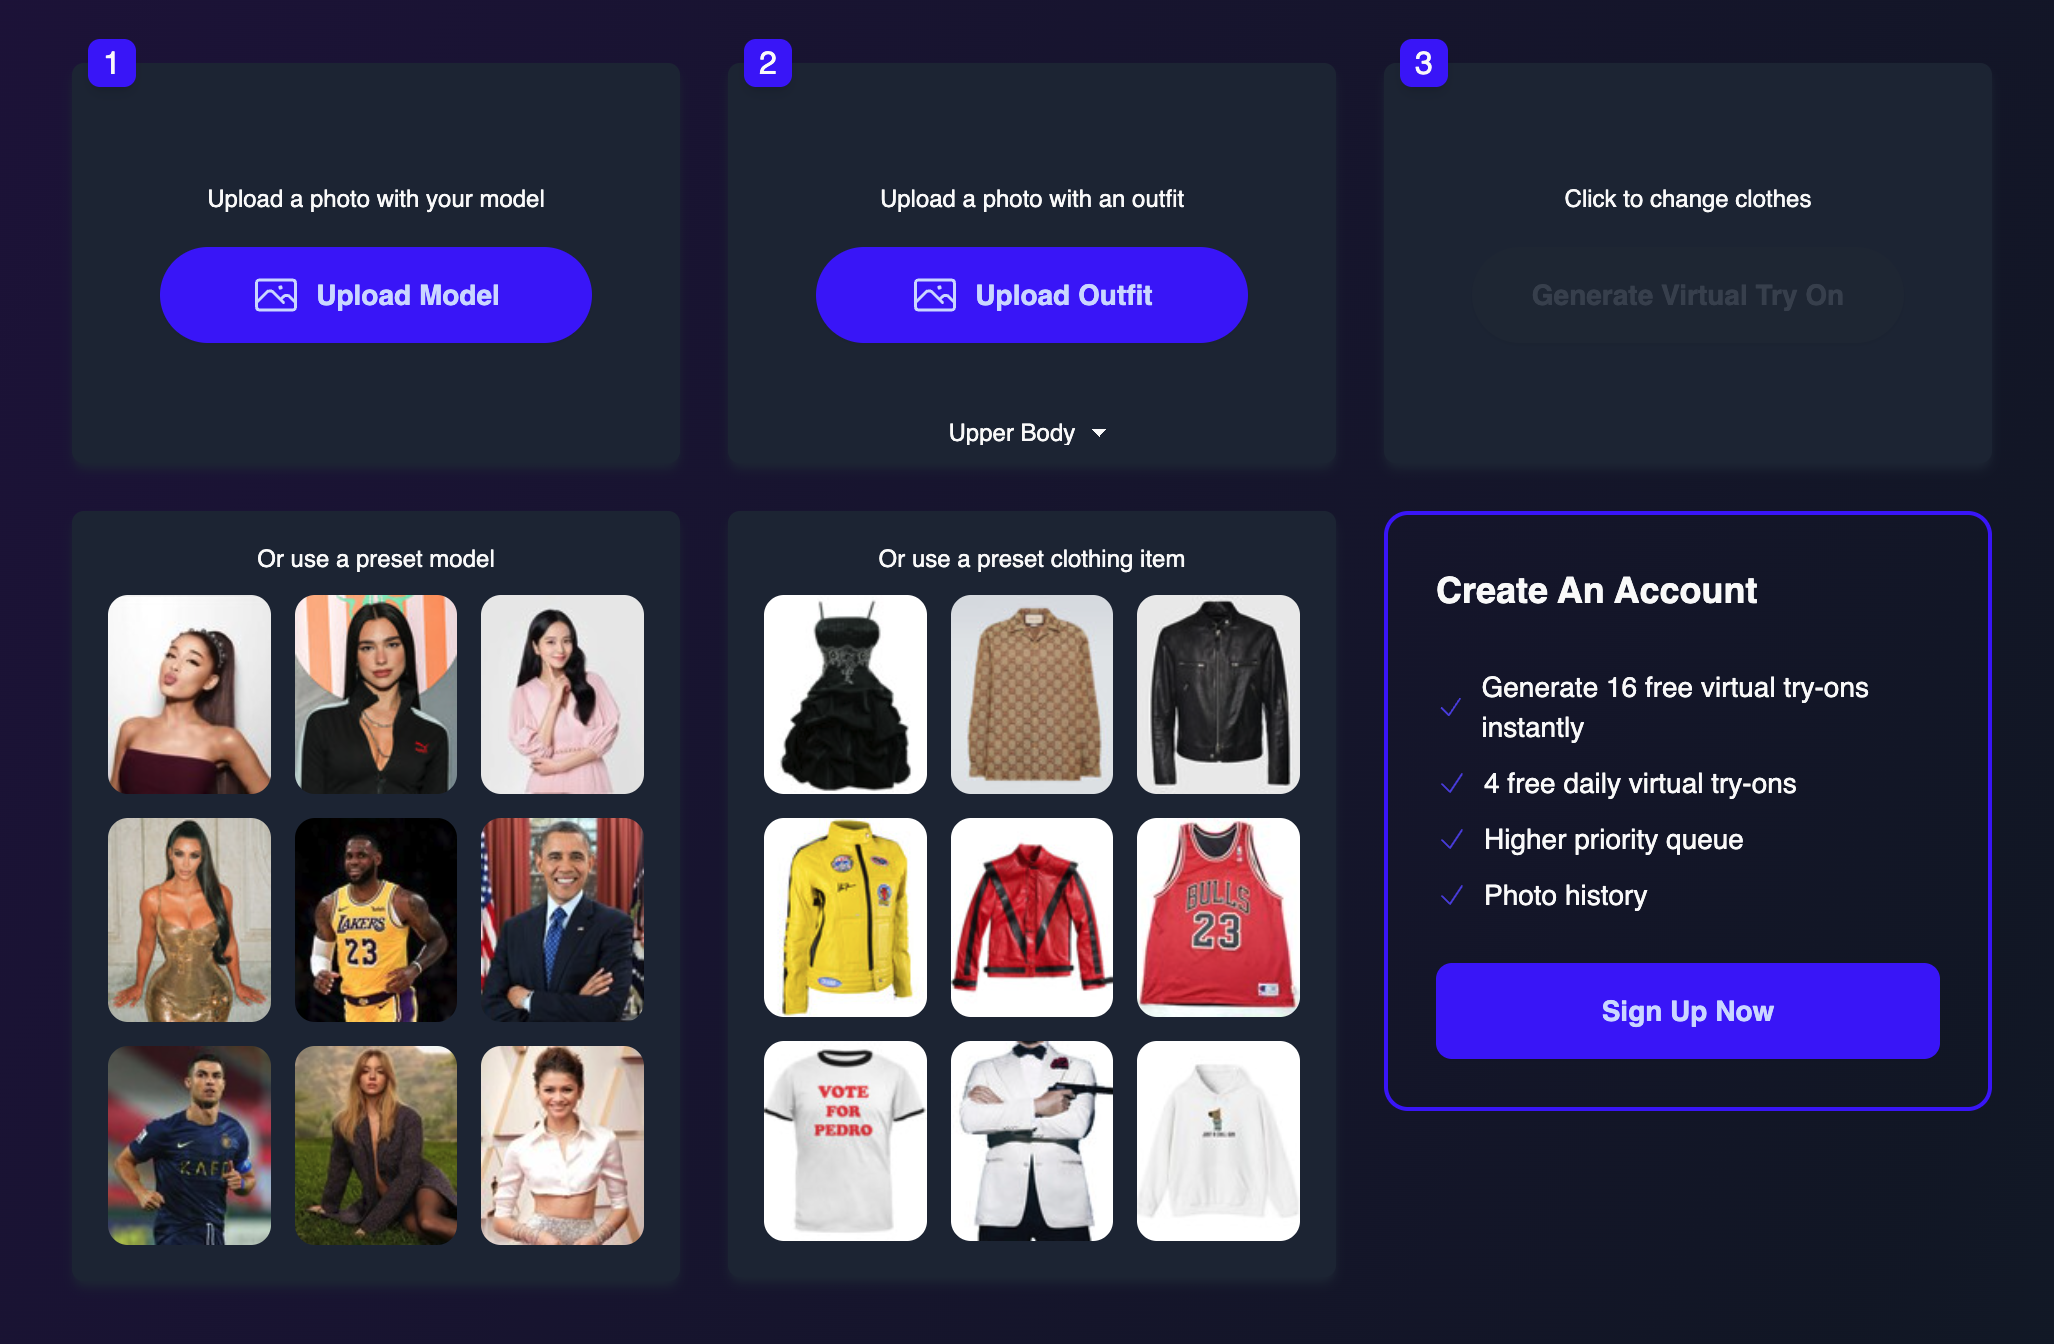 1
Upload a photo with your model
Upload Model
2
Upload a photo with an outfit
Upload Outfit
Upper Body
3
Click to change clothes
Generate Virtual Try On
Or use a preset model
LAKERS
23
Or use a preset clothing item
BULLS
23
VOTE
FOR
PEDRO
Create An Account
Generate 16 free virtual try-ons
instantly
4 free daily virtual try-ons
Higher priority queue
Photo history
Sign Up Now